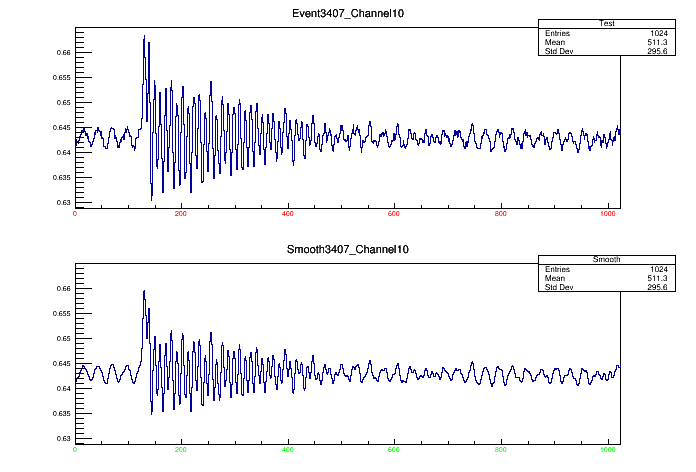 Event3407_Channel10
Test
Entries 1024
Mean 511.3
Std Dev 295.6
0.66
0.655
0.65
0.645
0.64
0.635
0.63
0 200 400 600 800 1000
Smooth3407_Channel10
Smooth
Entries 1024
Mean 511.3
Std Dev 295.6
0.66
0.655
0.65
0.645
0.64
0.635
0.63
0 200 400 600 800 1000